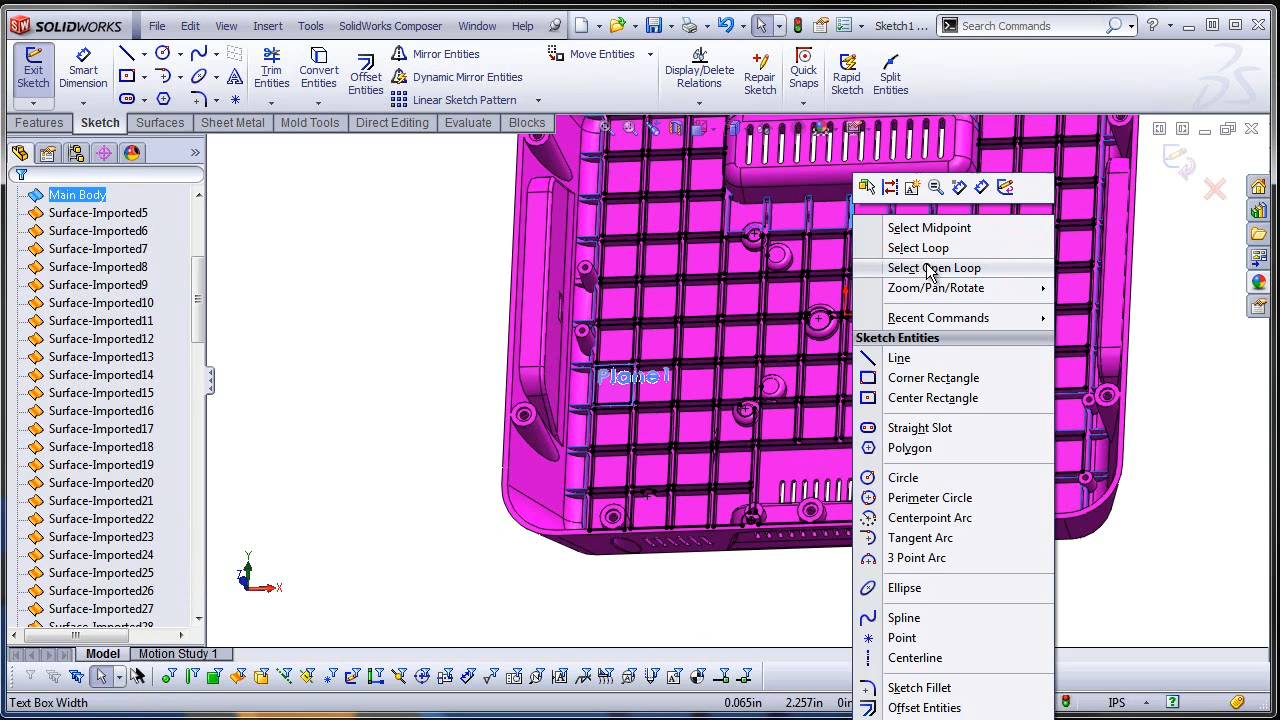 SOLIDWORKS File Edit View Insert Tools SolidWorks Composer Window Help Sketch1 ... Search Commands
Exit Sketch
Smart Dimension
Trim Entities
Convert Entities
Offset Entities
Mirror Entities
Dynamic Mirror Entities
Linear Sketch Pattern
Move Entities
Display/Delete Relations
Repair Sketch
Quick Snaps
Rapid Sketch
Split Entities
Features Sketch Surfaces Sheet Metal Mold Tools Direct Editing Evaluate Blocks
Main Body
Surface-Imported5
Surface-Imported6
Surface-Imported7
Surface-Imported8
Surface-Imported9
Surface-Imported10
Surface-Imported11
Surface-Imported12
Surface-Imported13
Surface-Imported14
Surface-Imported15
Surface-Imported16
Surface-Imported17
Surface-Imported18
Surface-Imported19
Surface-Imported20
Surface-Imported21
Surface-Imported22
Surface-Imported23
Surface-Imported24
Surface-Imported25
Surface-Imported26
Surface-Imported27
Surface-Imported28
Plane1
Y
X
Z
Select Midpoint
Select Loop
Select Open Loop
Zoom/Pan/Rotate
Recent Commands
Sketch Entities
Line
Corner Rectangle
Center Rectangle
Straight Slot
Polygon
Circle
Perimeter Circle
Centerpoint Arc
Tangent Arc
3 Point Arc
Ellipse
Spline
Point
Centerline
Sketch Fillet
Offset Entities
Model Motion Study 1
Text Box Width 0.065in 2.257in 0in IPS